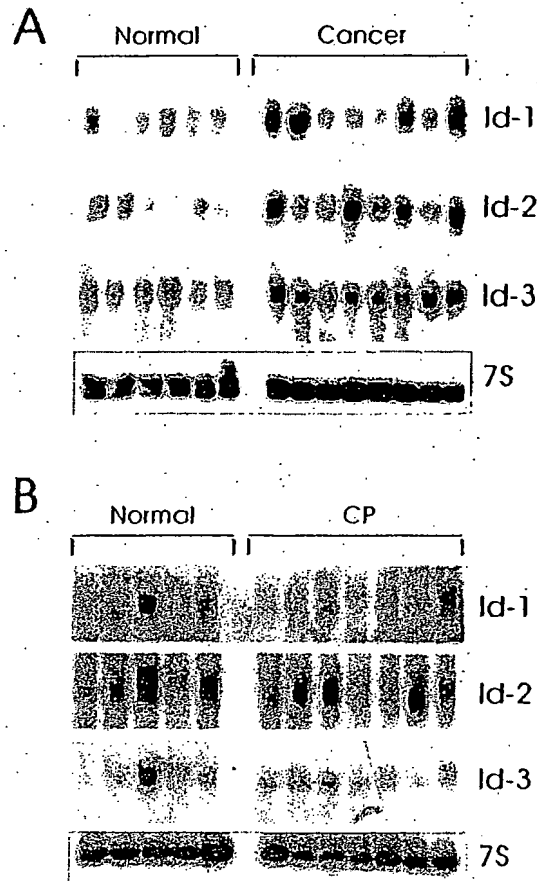 A
Normal Cancer
Id-1
Id-2
Id-3
7S
B
Normal CP
Id-1
Id-2
Id-3
7S